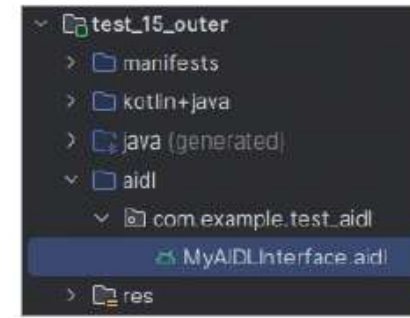 test_15_outer
manifests
kotlin+java
java (generated)
aidl
com.example.test_aidl
MyAIDLInterface.aidl
res